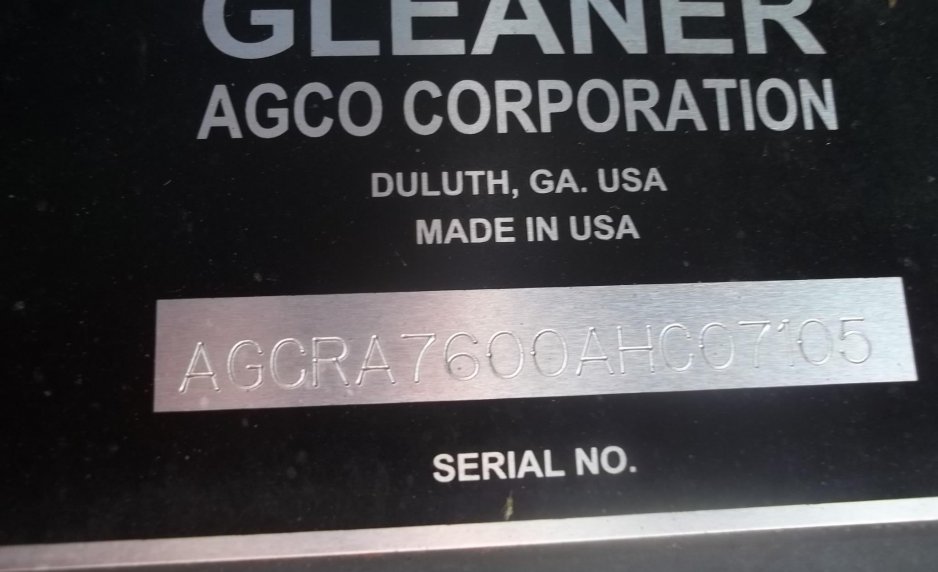 GLEANER
AGCO CORPORATION
DULUTH, GA. USA
MADE IN USA
AGCRA7600AHC07105
SERIAL NO.